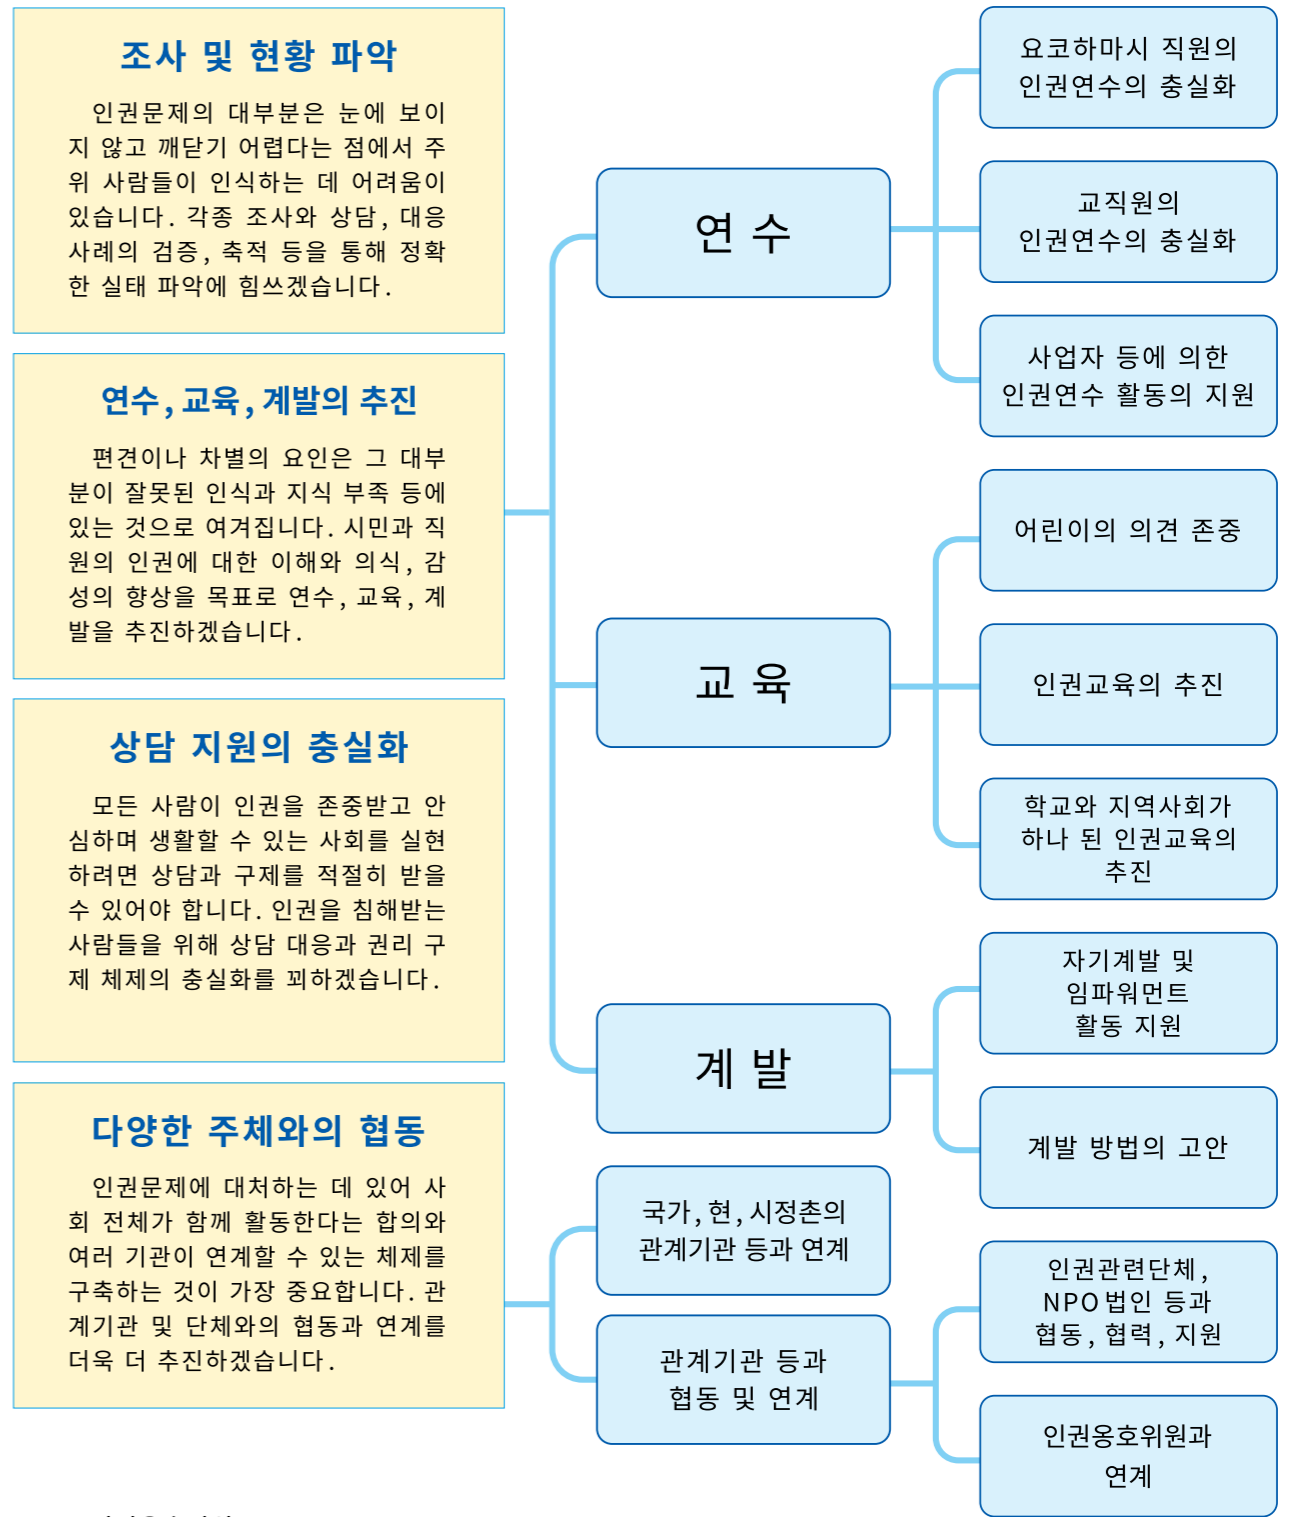 조사 및 현황 파악
인권문제의 대부분은 눈에 보이
지 않고 깨닫기 어렵다는 점에서 주
위 사람들이 인식하는 데 어려움이
있습니다. 각종 조사와 상담, 대응
사례의 검증, 축적 등을 통해 정확
한 실태 파악에 힘쓰겠습니다.
연수, 교육, 계발의 추진
편견이나 차별의 요인은 그 대부
분이 잘못된 인식과 지식 부족 등에
있는 것으로 여겨집니다. 시민과 직
원의 인권에 대한 이해와 의식, 감
성의 향상을 목표로 연수, 교육, 계
발을 추진하겠습니다.
상담 지원의 충실화
모든 사람이 인권을 존중받고 안
심하며 생활할 수 있는 사회를 실현
하려면 상담과 구제를 적절히 받을
수 있어야 합니다. 인권을 침해받는
사람들을 위해 상담 대응과 권리 구
제 체제의 충실화를 꾀하겠습니다.
다양한 주체와의 협동
인권문제에 대처하는 데 있어 사
회 전체가 함께 활동한다는 합의와
여러 기관이 연계할 수 있는 체제를
구축하는 것이 가장 중요합니다. 관
계기관 및 단체와의 협동과 연계를
더욱 더 추진하겠습니다.
연 수
교 육
계 발
국가, 현, 시정촌의
관계기관 등과 연계
관계기관 등과
협동 및 연계
요코하마시 직원의
인권연수의 충실화
교직원의
인권연수의 충실화
사업자 등에 의한
인권연수 활동의 지원
어린이의 의견 존중
인권교육의 추진
학교와 지역사회가
하나 된 인권교육의
추진
자기계발 및
임파워먼트
활동 지원
계발 방법의 고안
인권관련단체,
NPO 법인 등과
협동, 협력, 지원
인권옹호위원과
연계